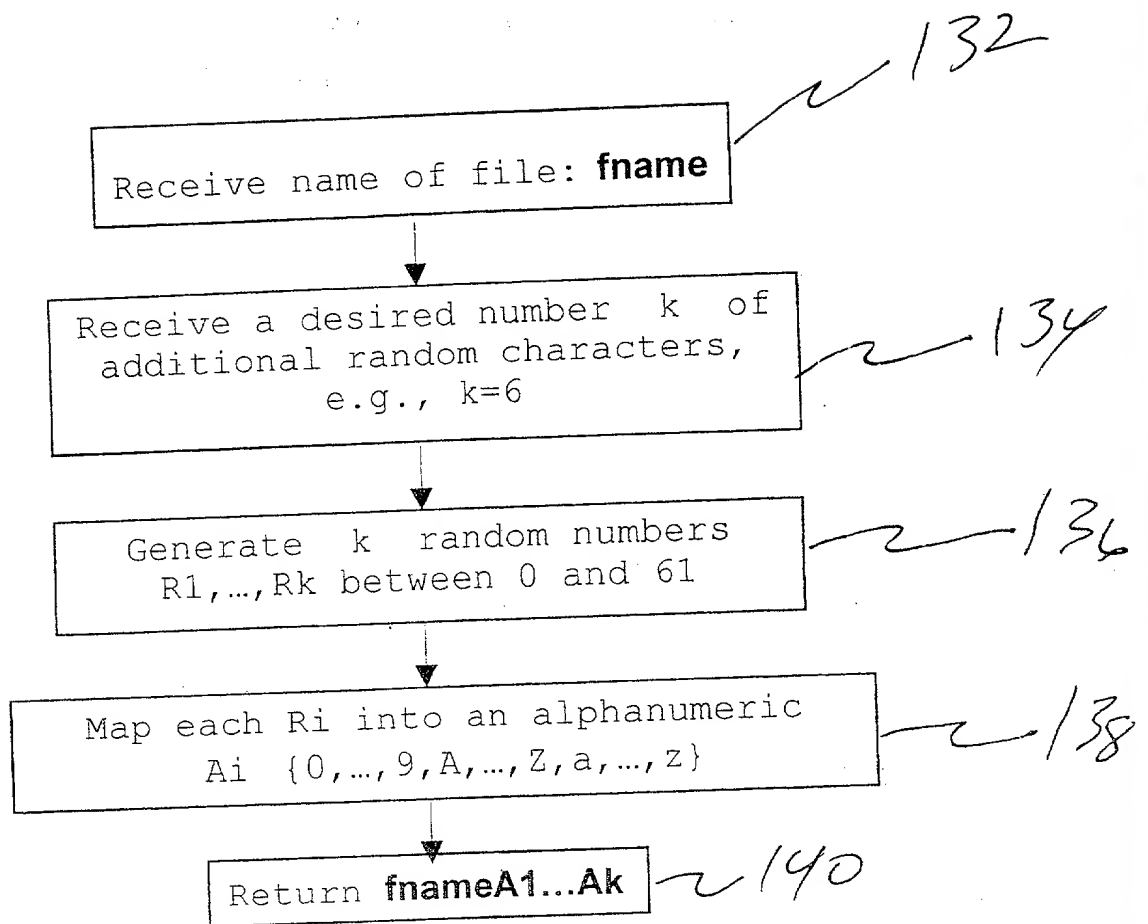 132
Receive name of file: fname
Receive a desired number k of
additional random characters,
e.g., k=6
134
Generate k random numbers
R1,…,Rk between 0 and 61
136
Map each Ri into an alphanumeric
Ai {0,…,9,A,…,Z,a,…,z}
138
Return fnameA1...Ak
140